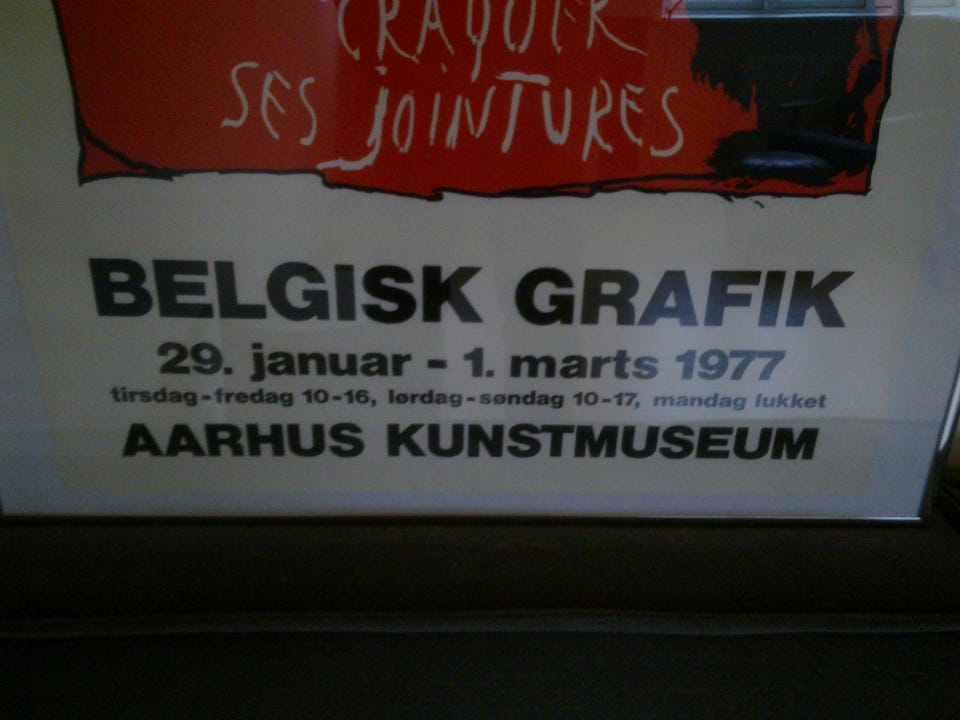 CRAQUER
SES JOINTURES
BELGISK GRAFIK
29. januar - 1. marts 1977
tirsdag - fredag 10-16, lørdag - søndag 10-17, mandag lukket
AARHUS KUNSTMUSEUM